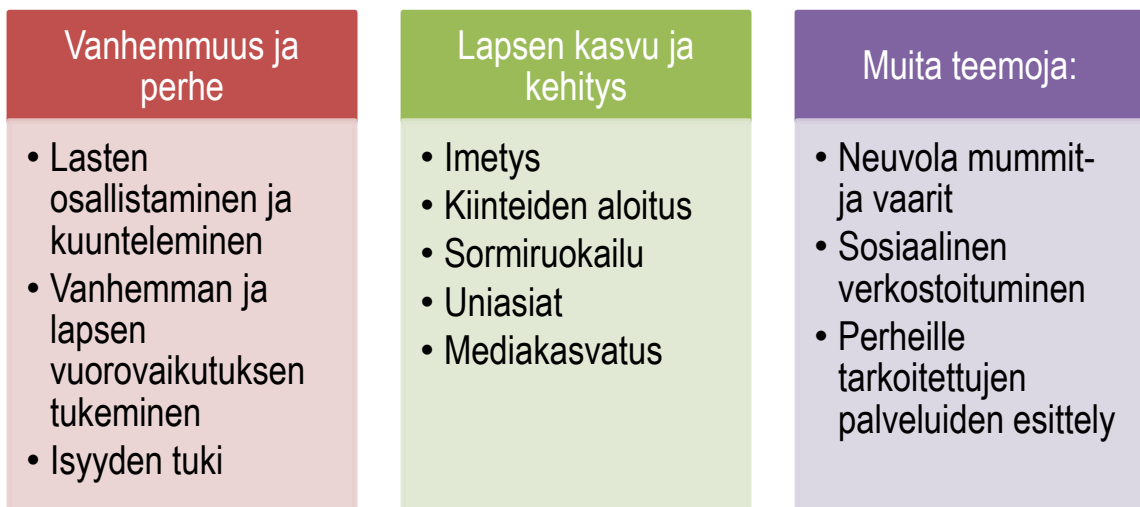 Vanhemmuus ja
perhe
• Lasten
osallistaminen ja
kuunteleminen
• Vanhemman ja
lapsen
vuorovaikutuksen
tukeminen
• Isyyden tuki
Lapsen kasvu ja
kehitys
• Imetys
• Kiinteiden aloitus
• Sormiruokailu
• Uniasiat
• Mediakasvatus
Muita teemoja:
• Neuvola mummit-
ja vaarit
• Sosiaalinen
verkostoituminen
• Perheille
tarkoitettujen
palveluiden esittely